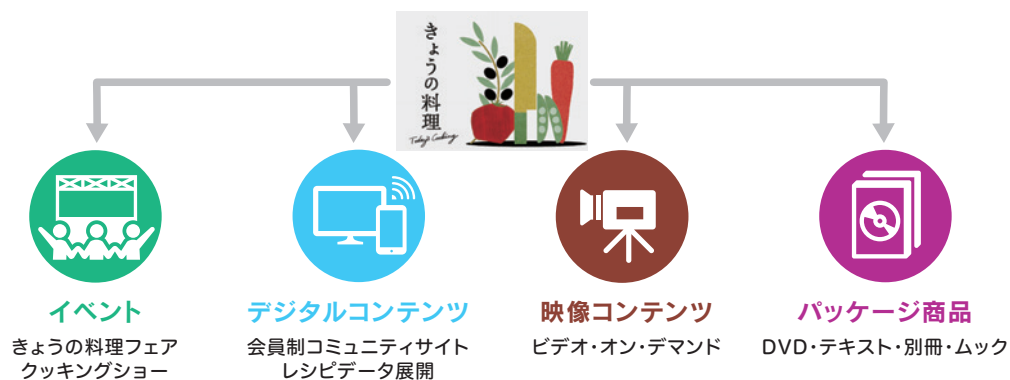 きょうの料理
Today's Cooking
イベント
きょうの料理フェア
クッキングショー
デジタルコンテンツ
会員制コミュニティサイト
レシピデータ展開
映像コンテンツ
ビデオ・オン・デマンド
パッケージ商品
DVD・テキスト・別冊・ムック